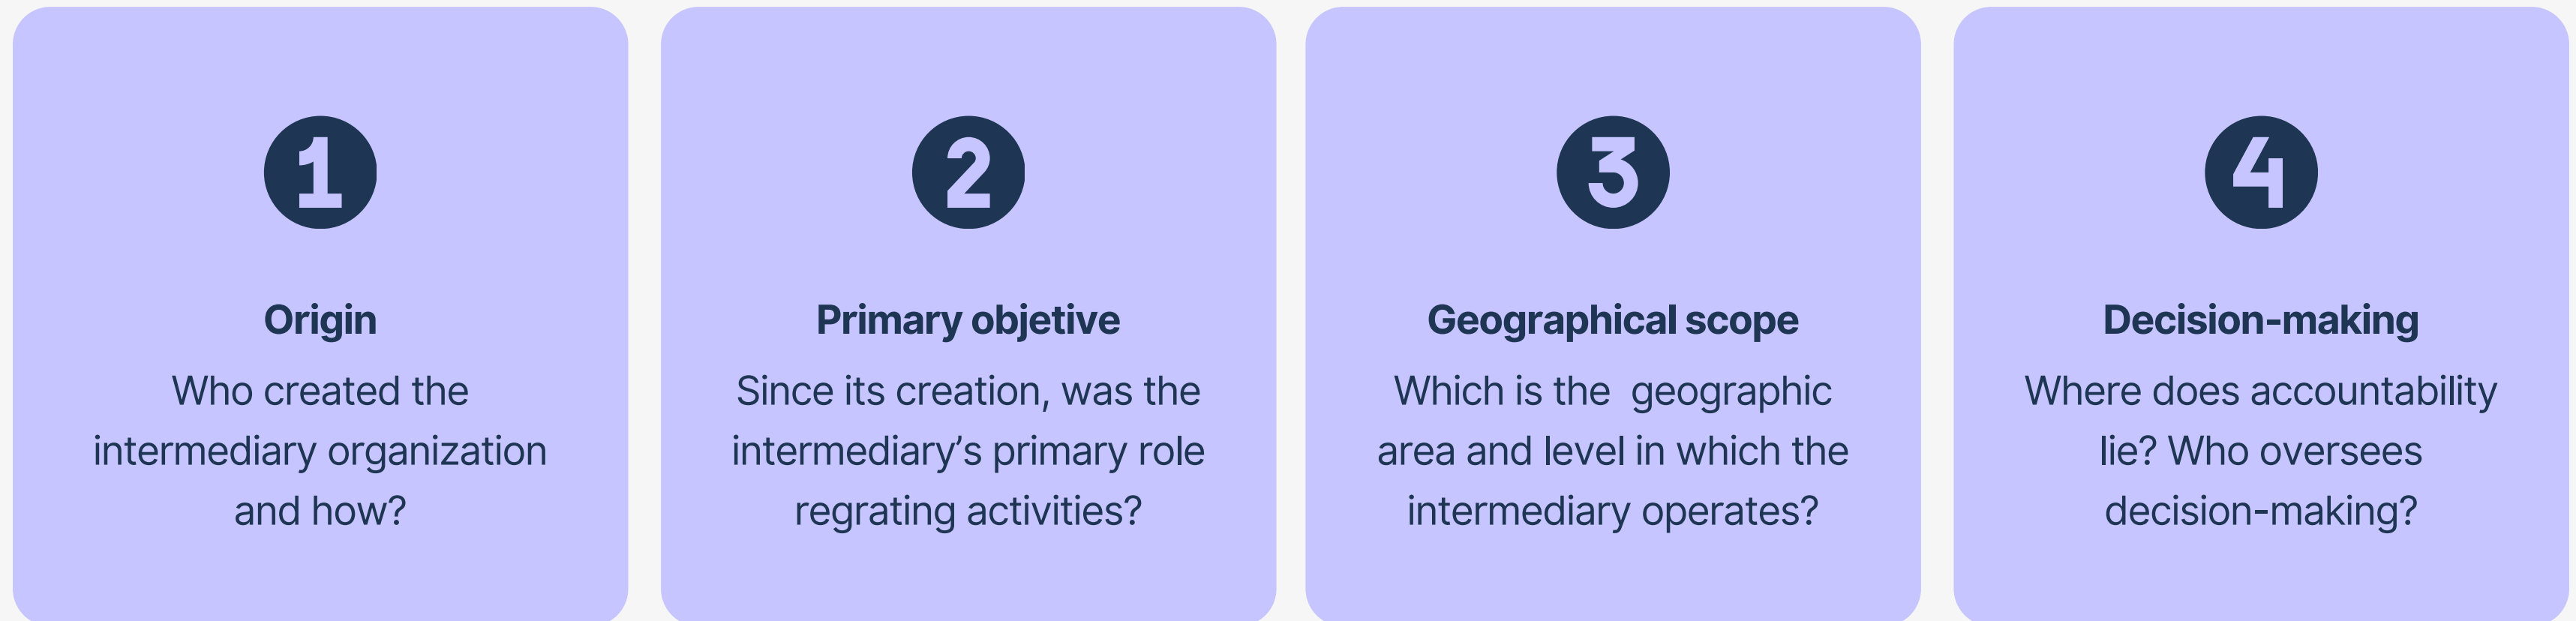 1
Origin
Who created the
intermediary organization
and how?
2
Primary objetive
Since its creation, was the
intermediary’s primary role
regrating activities?
3
Geographical scope
Which is the  geographic
area and level in which the
intermediary operates?
4
Decision-making
Where does accountability
lie? Who oversees
decision-making?